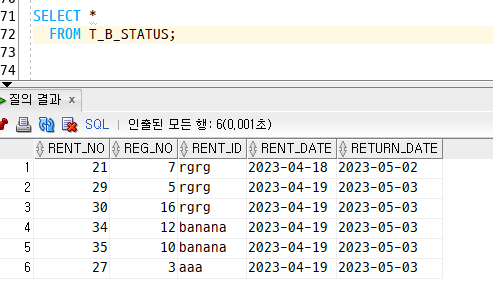 71 SELECT *
72 FROM T_B_STATUS;
73
74
질의 결과 x
SQL | 인출된 모든 행: 6(0,001초)
RENT_NO REG_NO RENT_ID RENT_DATE RETURN_DATE
1 21 7 rgrg 2023-04-18 2023-05-02
2 29 5 rgrg 2023-04-19 2023-05-03
3 30 16 rgrg 2023-04-19 2023-05-03
4 34 12 banana 2023-04-19 2023-05-03
5 35 10 banana 2023-04-19 2023-05-03
6 27 3 aaa 2023-04-19 2023-05-03